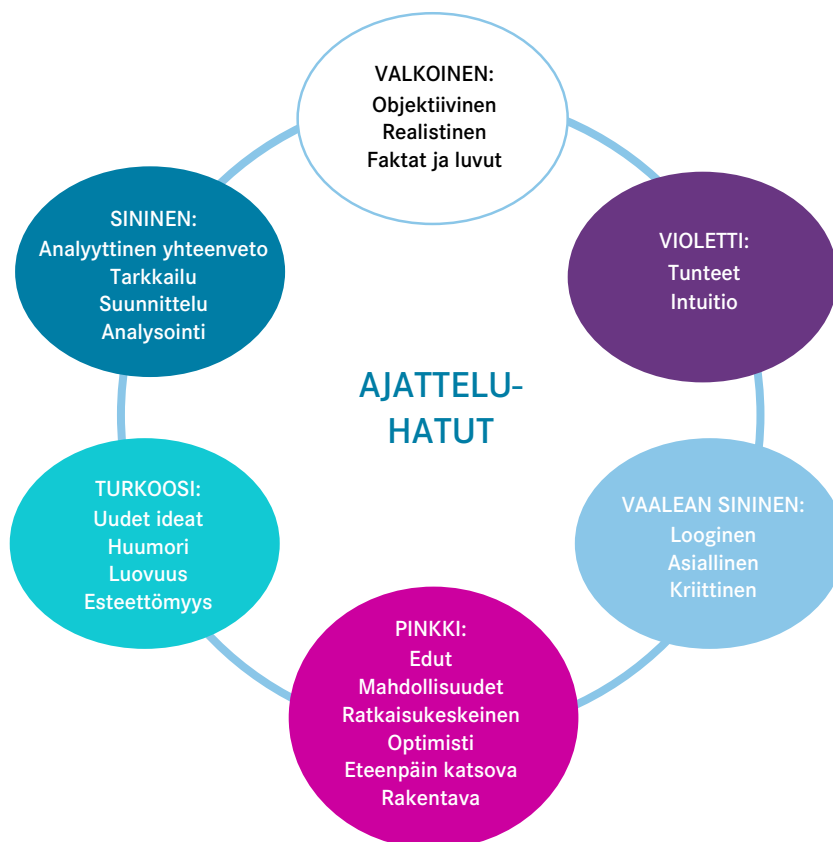 VALKOINEN:
Objektiivinen
Realistinen
Faktat ja luvut
VIOLETTI:
Tunteet
Intuitio
VAALEAN SININEN:
Looginen
Asiallinen
Kriittinen
PINKKI:
Edut
Mahdollisuudet
Ratkaisukeskeinen
Optimisti
Eteenpäin katsova
Rakentava
TURKOOSI:
Uudet ideat
Huumori
Luovuus
Esteettömyys
SININEN:
Analyyttinen yhteenveto
Tarkkailu
Suunnittelu
Analysointi
AJATTELU-
HATUT